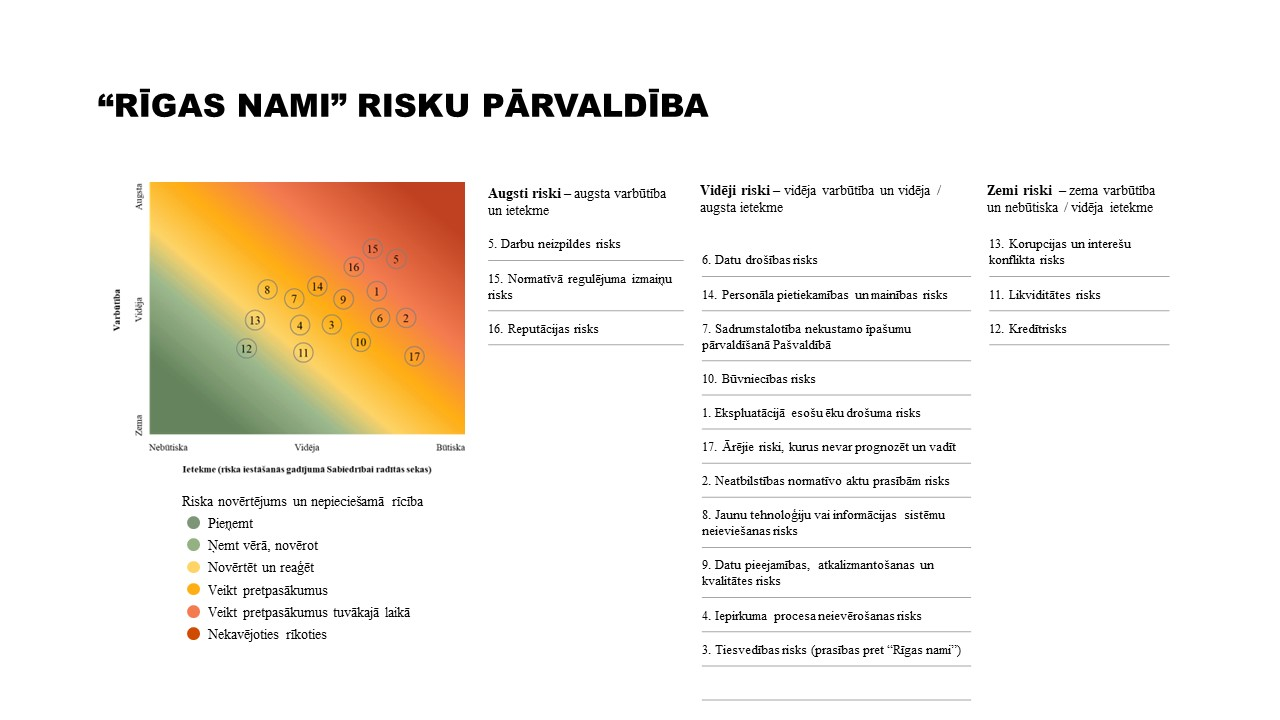 “RĪGAS NAMI” RISKU PĀRVALDĪBA
Augsta
Vidēja
Zema
Varbūtība
15
5
16
8
14
1
7
9
13
4
3
6
2
12
11
10
17
Nebūtiska
Vidēja
Būtiska
Ietekme (riska iestāšanās gadījumā Sabiedrībai radītās sekas)
Riska novērtējums un nepieciešamā rīcība
Pieņemt
Ņemt vērā, novērot
Novērtēt un reaģēt
Veikt pretpasākumus
Veikt pretpasākumus tuvākajā laikā
Nekavējoties rīkoties
Augsti riski – augsta varbūtība
un ietekme
5. Darbu neizpildes risks
15. Normatīvā regulējuma izmaiņu
risks
16. Reputācijas risks
Vidēji riski – vidēja varbūtība un vidēja /
augsta ietekme
6. Datu drošības risks
14. Personāla pietiekamības un mainības risks
7. Sadrumstalotība nekustamo īpašumu
pārvaldīšanā Pašvaldībā
10. Būvniecības risks
1. Ekspluatācijā esošu ēku drošuma risks
17. Ārējie riski, kurus nevar prognozēt un vadīt
2. Neatbilstības normatīvo aktu prasībām risks
8. Jaunu tehnoloģiju vai informācijas sistēmu
neieviešanas risks
9. Datu pieejamības, atkalizmantošanas un
kvalitātes risks
4. Iepirkuma procesa neievērošanas risks
3. Tiesvedības risks (prasības pret “Rīgas nami”)
Zemi riski – zema varbūtība
un nebūtiska / vidēja ietekme
13. Korupcijas un interešu
konflikta risks
11. Likviditātes risks
12. Kredītrisks